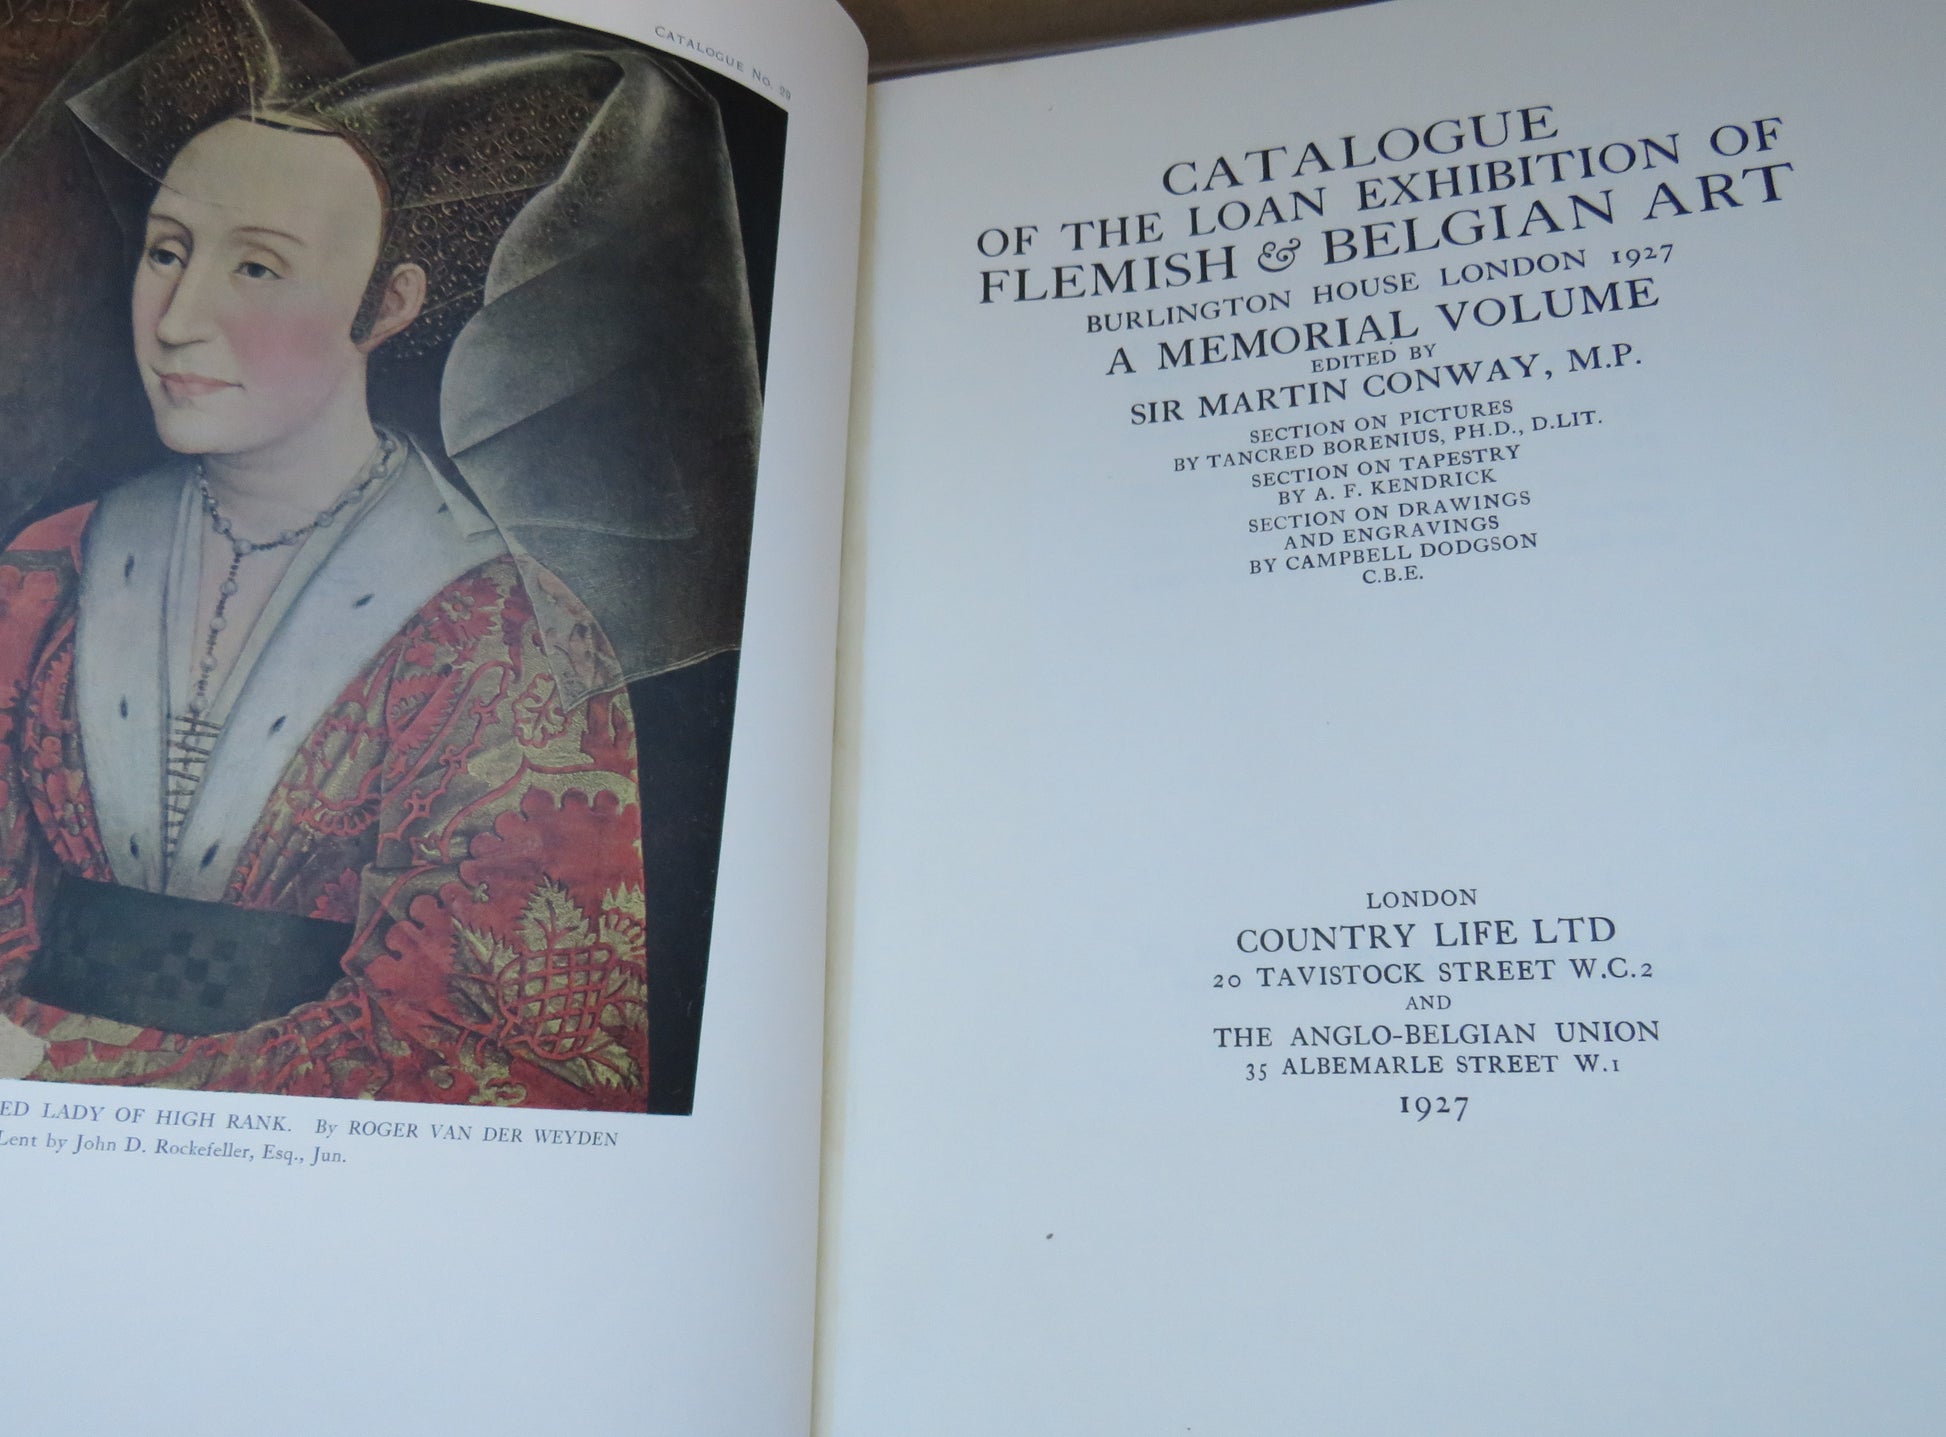 CATALOGUE NO. 29
LADY OF HIGH RANK. By ROGER VAN DER WEYDEN
Lent by John D. Rockefeller, Esq., Jun.
CATALOGUE
OF THE LOAN EXHIBITION OF
FLEMISH & BELGIAN ART
BURLINGTON HOUSE LONDON 1927
A MEMORIAL VOLUME
EDITED BY
SIR MARTIN CONWAY, M.P.
SECTION ON PICTURES
BY TANCRED BORENIUS, PH.D., D.LIT.
SECTION ON TAPESTRY
BY A. F. KENDRICK
SECTION ON DRAWINGS
AND ENGRAVINGS
BY CAMPBELL DODGSON
C.B.E.
LONDON
COUNTRY LIFE LTD
20 TAVISTOCK STREET W.C.2
AND
THE ANGLO-BELGIAN UNION
35 ALBEMARLE STREET W.1
1927